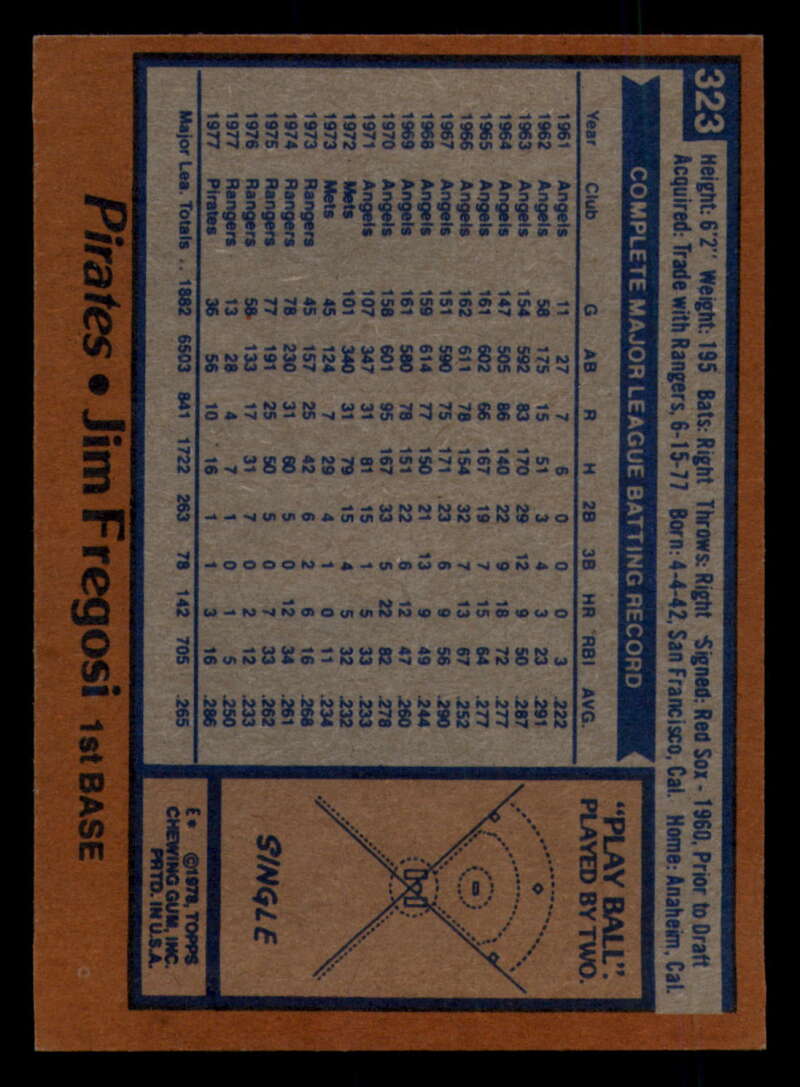 323
Height: 6'2" Weight: 195 Bats: Right Throws: Right Signed: Red Sox - 1960, Prior to Draft
Acquired: Trade with Rangers, 6-15-77 Born: 4-4-42, San Francisco, Cal. Home: Anaheim, Cal.
COMPLETE MAJOR LEAGUE BATTING RECORD
Year Club G AB R H 2B 3B HR RBI AVG.
1961 Angels 11 27 7 6 0 0 0 3 .222
1962 Angels 58 175 15 51 3 4 3 23 .291
1963 Angels 154 592 83 170 29 12 9 50 .287
1964 Angels 147 505 86 140 22 9 18 72 .277
1965 Angels 161 602 66 167 19 7 15 64 .277
1966 Angels 162 611 78 154 32 7 13 67 .252
1967 Angels 151 590 75 171 23 6 9 56 .290
1968 Angels 159 614 77 150 21 13 9 49 .244
1969 Angels 161 580 78 151 22 6 12 47 .260
1970 Angels 158 601 95 167 33 5 22 82 .278
1971 Angels 107 347 31 81 15 1 5 33 .233
1972 Mets 101 340 31 79 15 4 5 32 .232
1973 Mets 45 124 7 29 4 1 0 11 .234
1973 Rangers 45 157 25 42 6 2 6 16 .268
1974 Rangers 78 230 31 60 5 0 12 34 .261
1975 Rangers 77 191 25 50 5 0 7 33 .262
1976 Rangers 58 133 17 31 7 0 2 12 .233
1977 Rangers 13 28 4 7 1 0 1 5 .250
1977 Pirates 36 56 10 16 1 1 3 16 .286
Major Lea. Totals .. 1882 6503 841 1722 263 78 142 705 .265
"PLAY BALL":
PLAYED BY TWO.
SINGLE
E* ©1978, TOPPS
CHEWING GUM, INC.
PRTD. IN U.S.A.
Pirates • Jim Fregosi 1st BASE